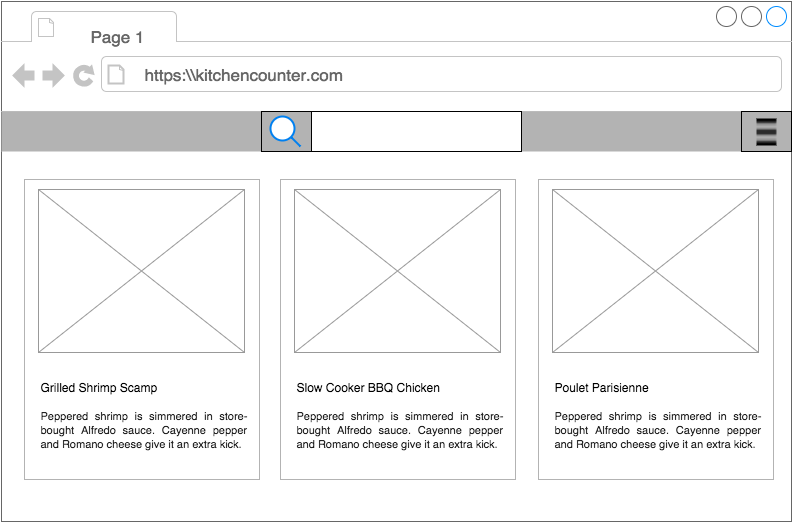 Page 1
https:\\kitchencounter.com
Grilled Shrimp Scamp
Peppered shrimp is simmered in store-
bought Alfredo sauce. Cayenne pepper
and Romano cheese give it an extra kick.
Slow Cooker BBQ Chicken
Peppered shrimp is simmered in store-
bought Alfredo sauce. Cayenne pepper
and Romano cheese give it an extra kick.
Poulet Parisienne
Peppered shrimp is simmered in store-
bought Alfredo sauce. Cayenne pepper
and Romano cheese give it an extra kick.